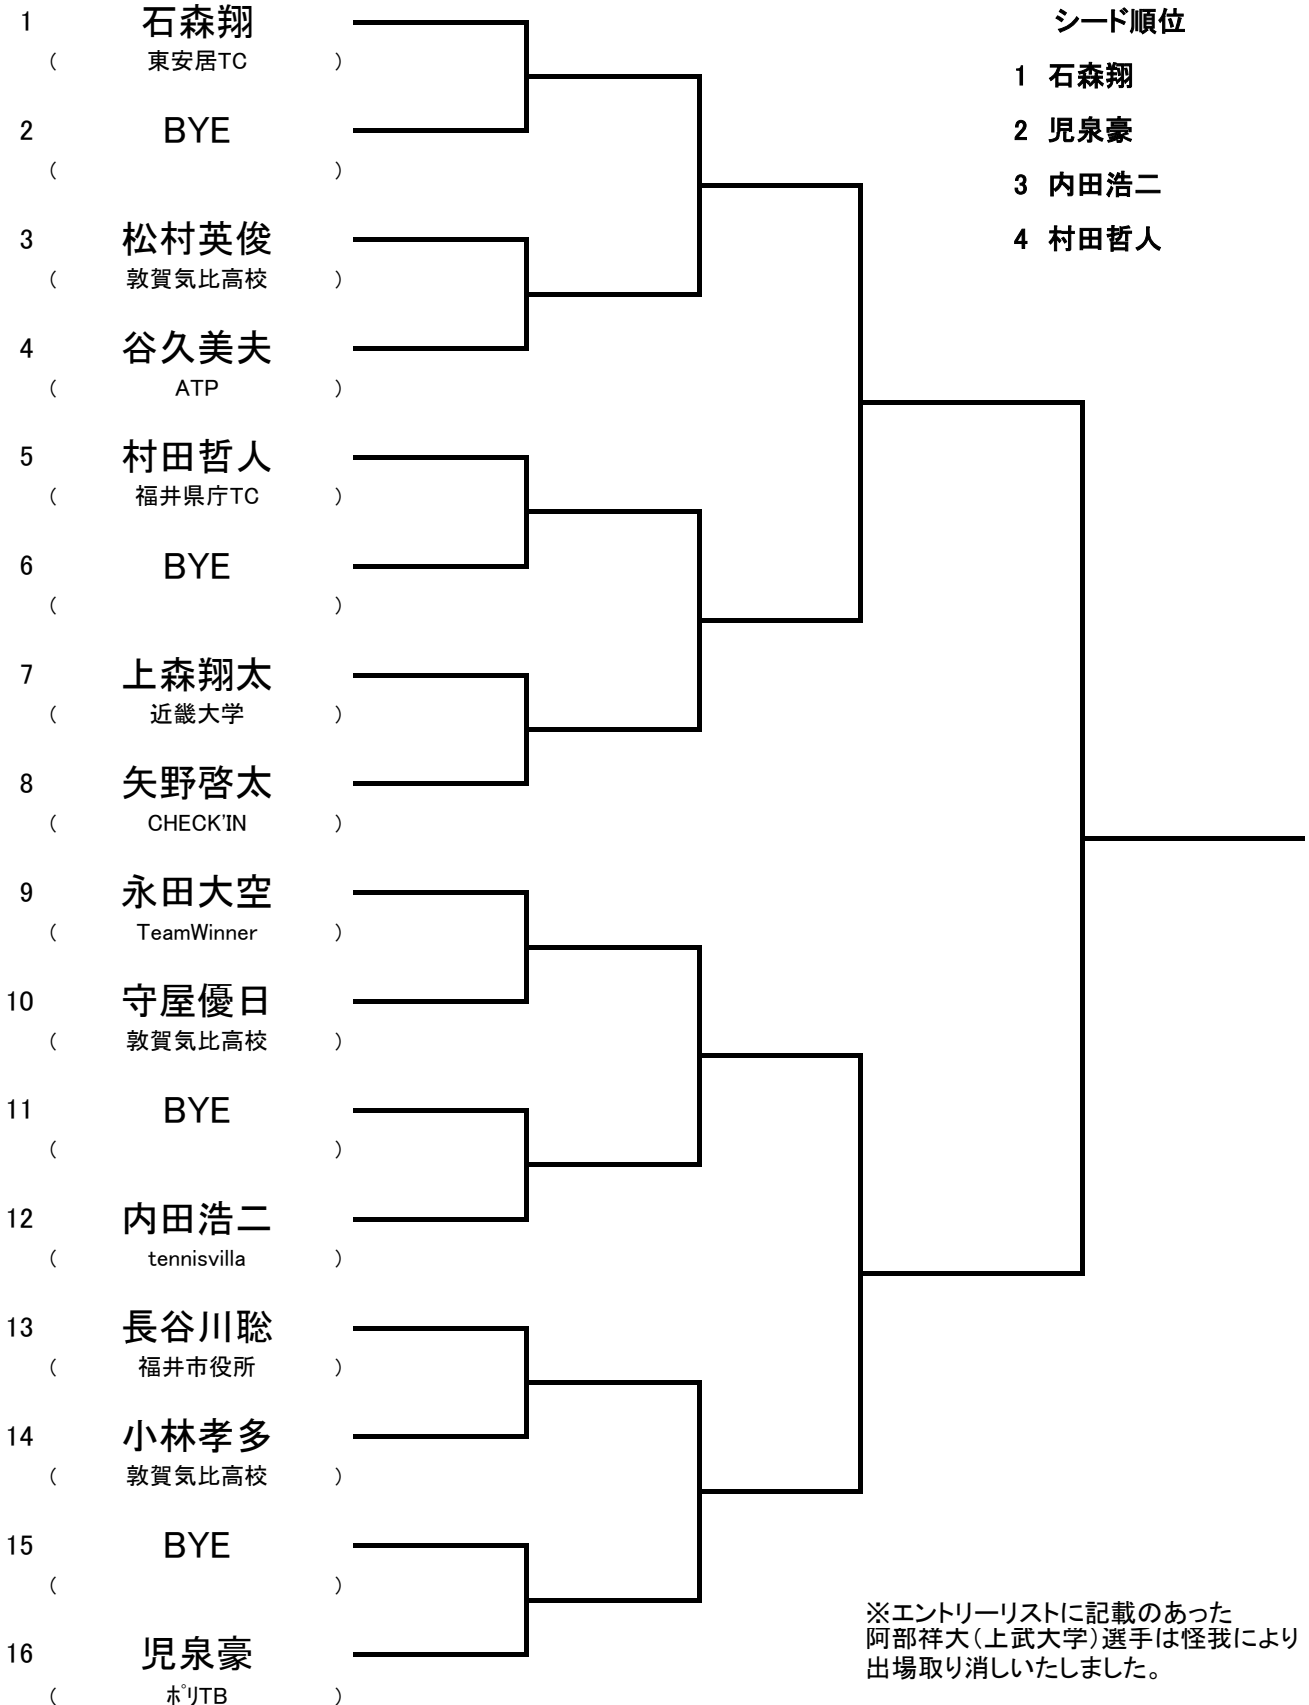 シード順位
1 石森翔
2 児泉豪
3 内田浩二
4 村田哲人
1 石森翔
( 東安居TC )
2 BYE
( )
3 松村英俊
( 敦賀気比高校 )
4 谷久美夫
( ATP )
5 村田哲人
( 福井県庁TC )
6 BYE
( )
7 上森翔太
( 近畿大学 )
8 矢野啓太
( CHECK'IN )
9 永田大空
( TeamWinner )
10 守屋優日
( 敦賀気比高校 )
11 BYE
( )
12 内田浩二
( tennisvilla )
13 長谷川聡
( 福井市役所 )
14 小林孝多
( 敦賀気比高校 )
15 BYE
( )
16 児泉豪
( ﾎﾟﾘTB )
※エントリーリストに記載のあった
阿部祥大(上武大学)選手は怪我により
出場取り消しいたしました。